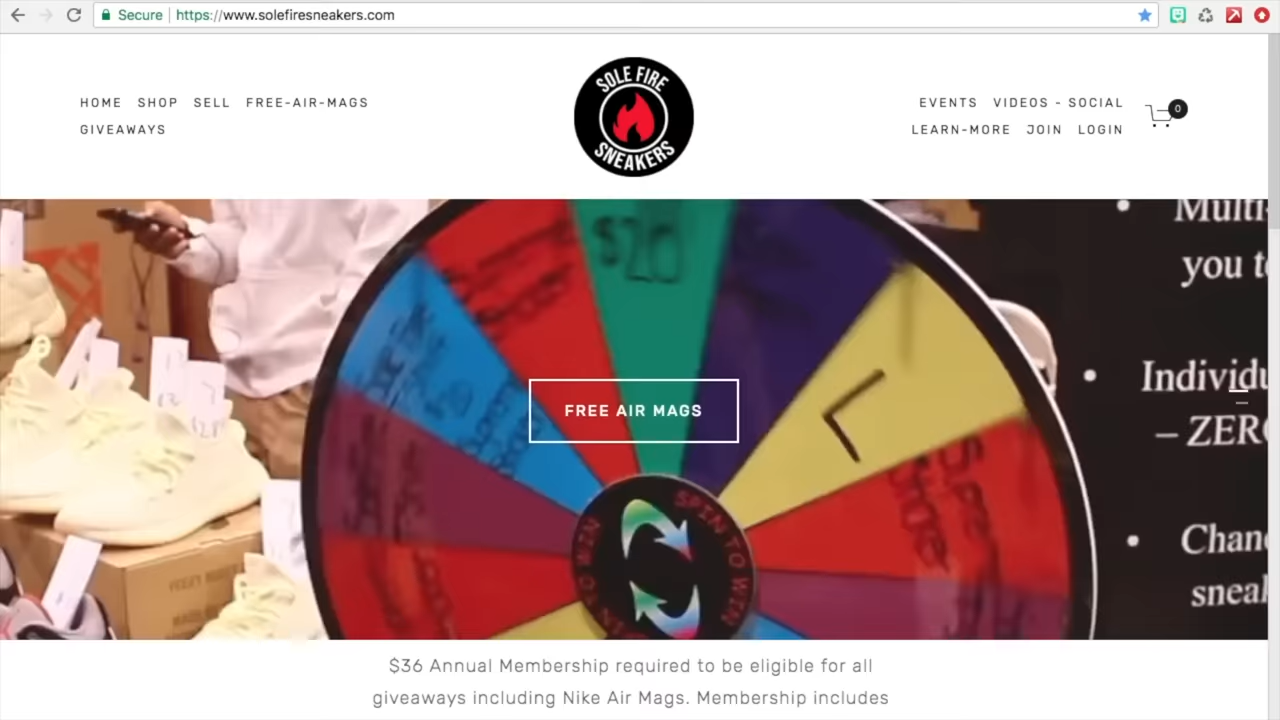 Secure https://www.solefiresneakers.com
HOME SHOP SELL FREE-AIR-MAGS
GIVEAWAYS
SOLE FIRE
SNEAKERS
EVENTS VIDEOS - SOCIAL
LEARN-MORE JOIN LOGIN
0
$20
L
FREE AIR MAGS
SPIN TO WIN
Multi-
you to
Individu
– ZERO
Chanc
sneak
$36 Annual Membership required to be eligible for all
giveaways including Nike Air Mags. Membership includes